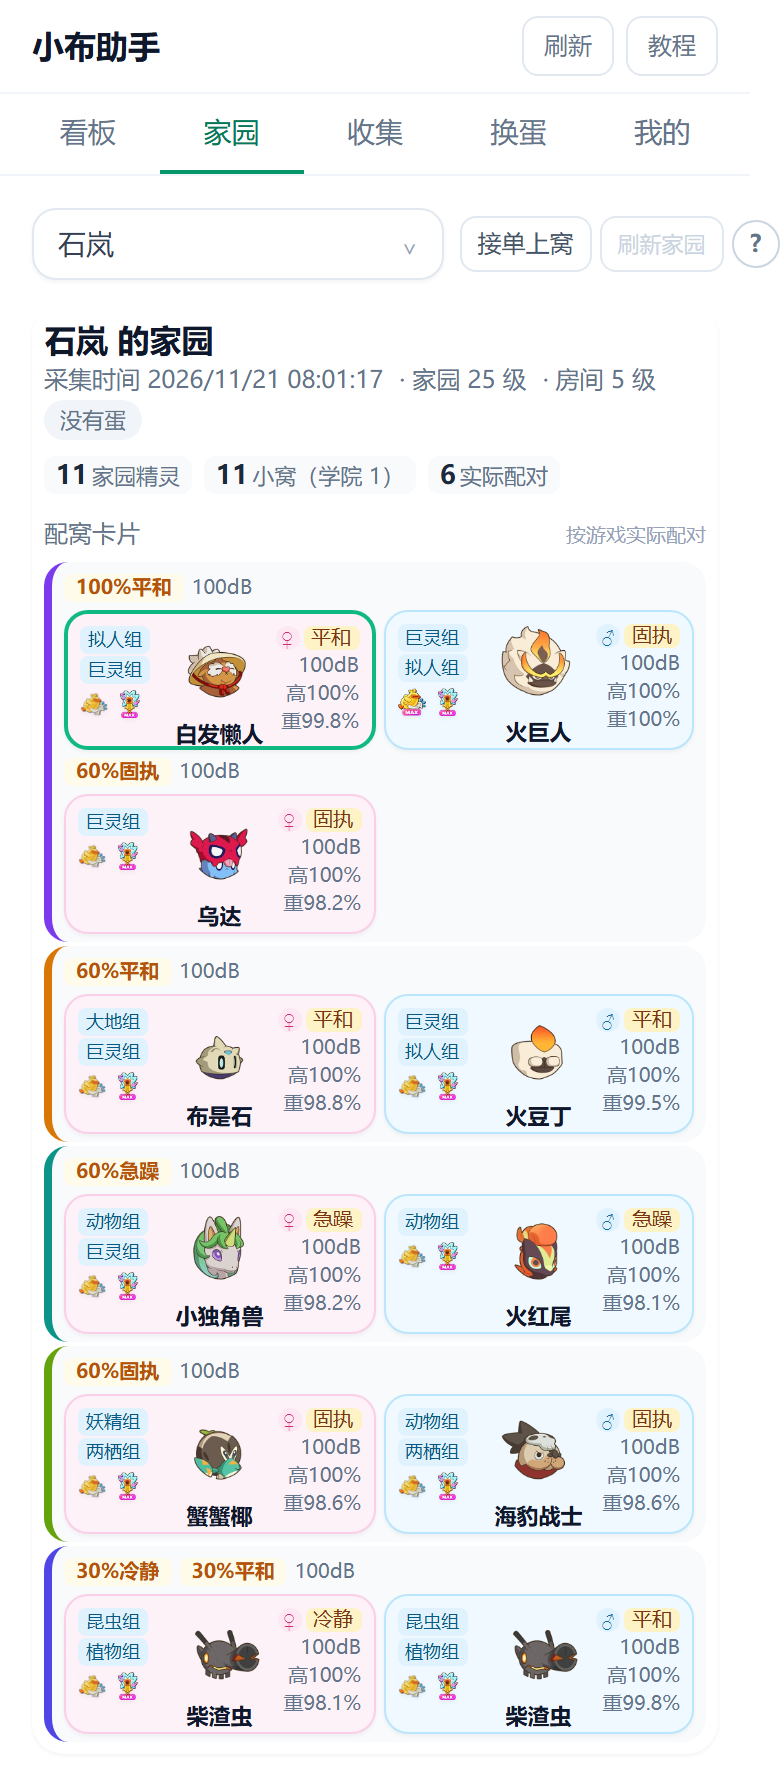 小布助手
刷新 教程
看板 家园 收集 换蛋 我的
石岚 接单上窝 刷新家园 ?
石岚 的家园
采集时间 2026/11/21 08:01:17 · 家园 25 级 · 房间 5 级
没有蛋
11 家园精灵 11 小窝（学院 1） 6 实际配对
配窝卡片 按游戏实际配对
100%平和 100dB
拟人组 ♀ 平和
巨灵组 100dB
高100%
MAX 重99.8%
白发懒人
巨灵组 ♂ 固执
拟人组 100dB
高100%
MAX MAX 重100%
火巨人
60%固执 100dB
巨灵组 ♀ 固执
100dB
MAX 高100%
重98.2%
乌达
60%平和 100dB
大地组 ♀ 平和
巨灵组 100dB
高100%
MAX 重98.8%
布是石
巨灵组 ♂ 平和
拟人组 100dB
高100%
MAX 重99.5%
火豆丁
60%急躁 100dB
动物组 ♀ 急躁
巨灵组 100dB
高100%
MAX 重98.2%
小独角兽
动物组 ♂ 急躁
100dB
MAX 高100%
重98.1%
火红尾
60%固执 100dB
妖精组 ♀ 固执
两栖组 100dB
高100%
MAX 重98.6%
蟹蟹椰
动物组 ♂ 固执
两栖组 100dB
高100%
MAX 重98.6%
海豹战士
30%冷静 30%平和 100dB
昆虫组 ♀ 冷静
植物组 100dB
高100%
MAX 重98.1%
柴渣虫
昆虫组 ♂ 平和
植物组 100dB
高100%
MAX 重99.8%
柴渣虫